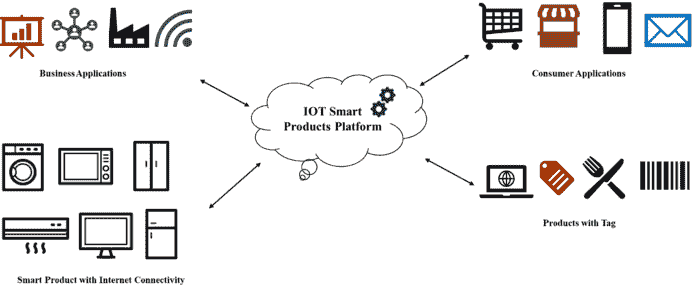 Business Applications
Consumer Applications
IOT Smart
Products Platform
Products with Tag
Smart Product with Internet Connectivity